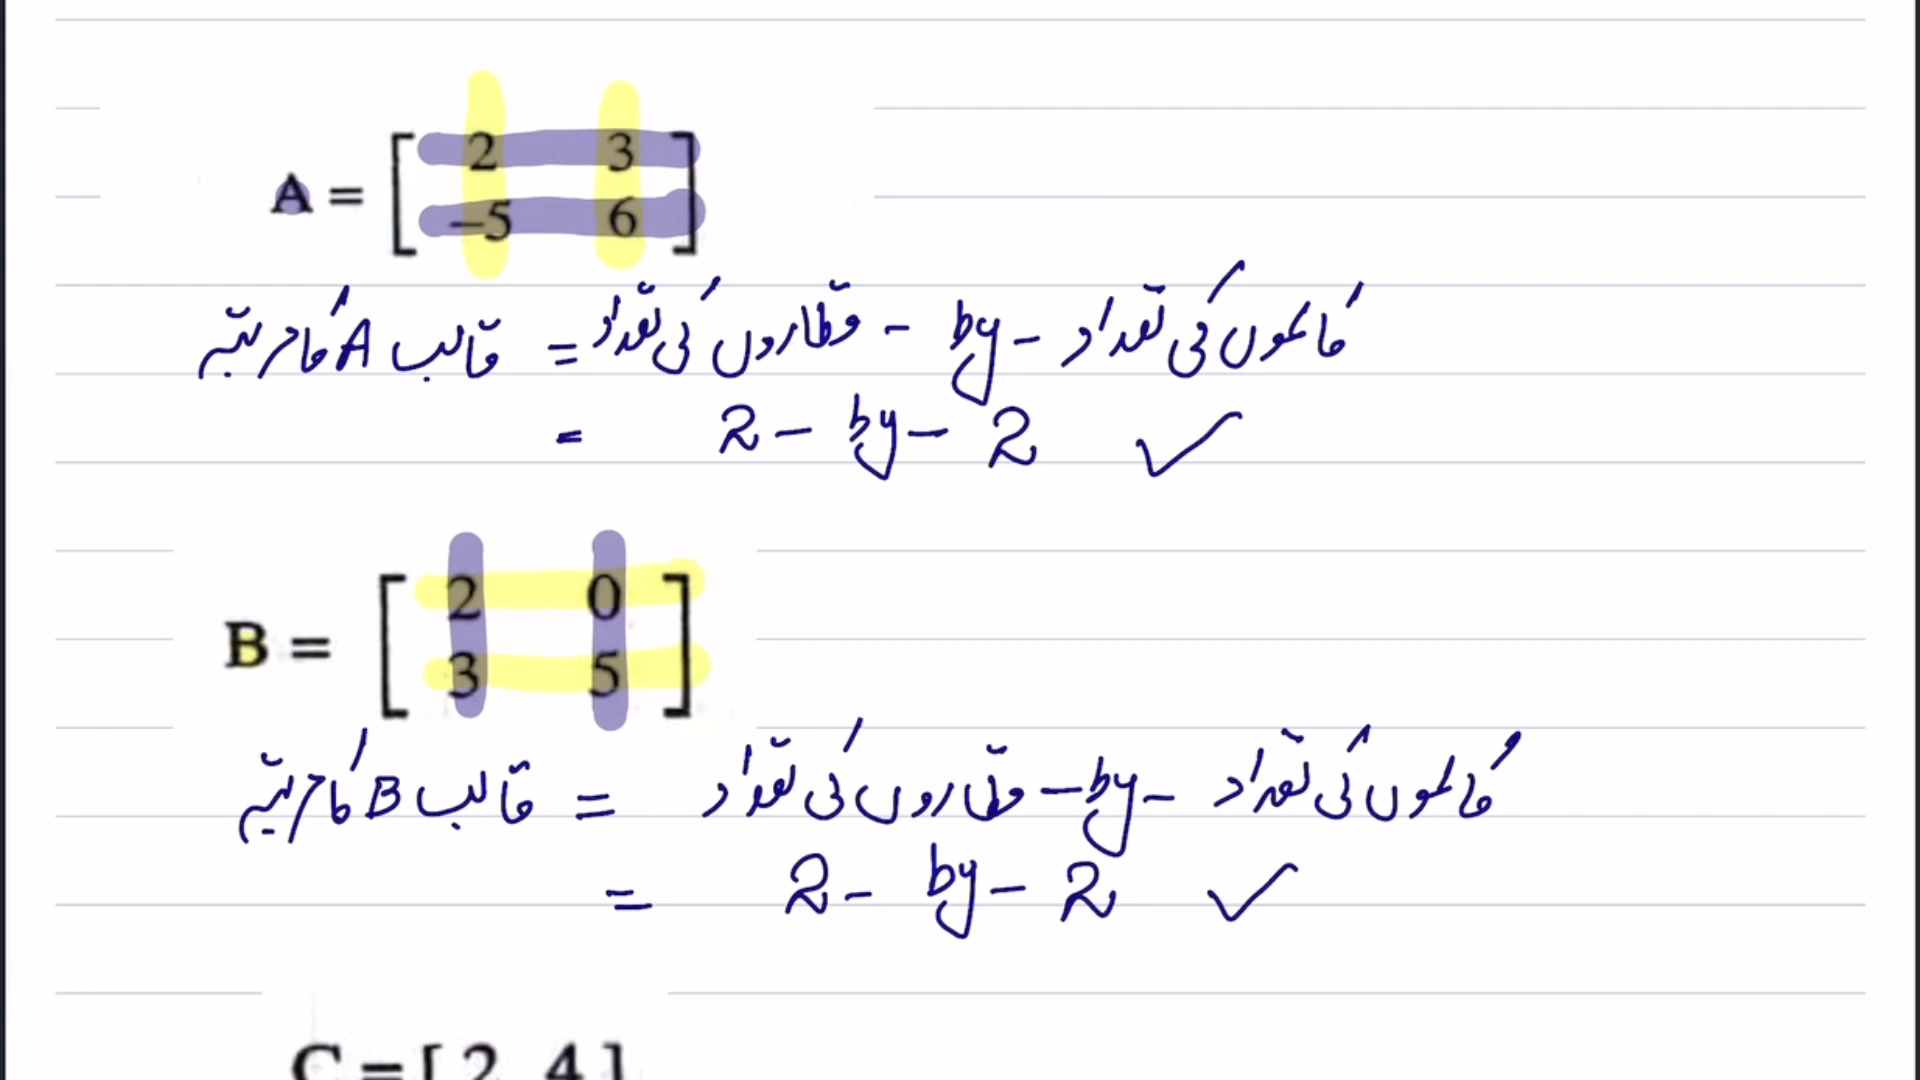 A = [ 2 3
-5 6 ]
قالب A کا مرتبہ = قطاروں کی تعداد - by - کالموں کی تعداد
= 2 - by - 2 ✓
B = [ 2 0
3 5 ]
قالب B کا مرتبہ = قطاروں کی تعداد - by - کالموں کی تعداد
= 2 - by - 2 ✓
C = [ 2 4 ]